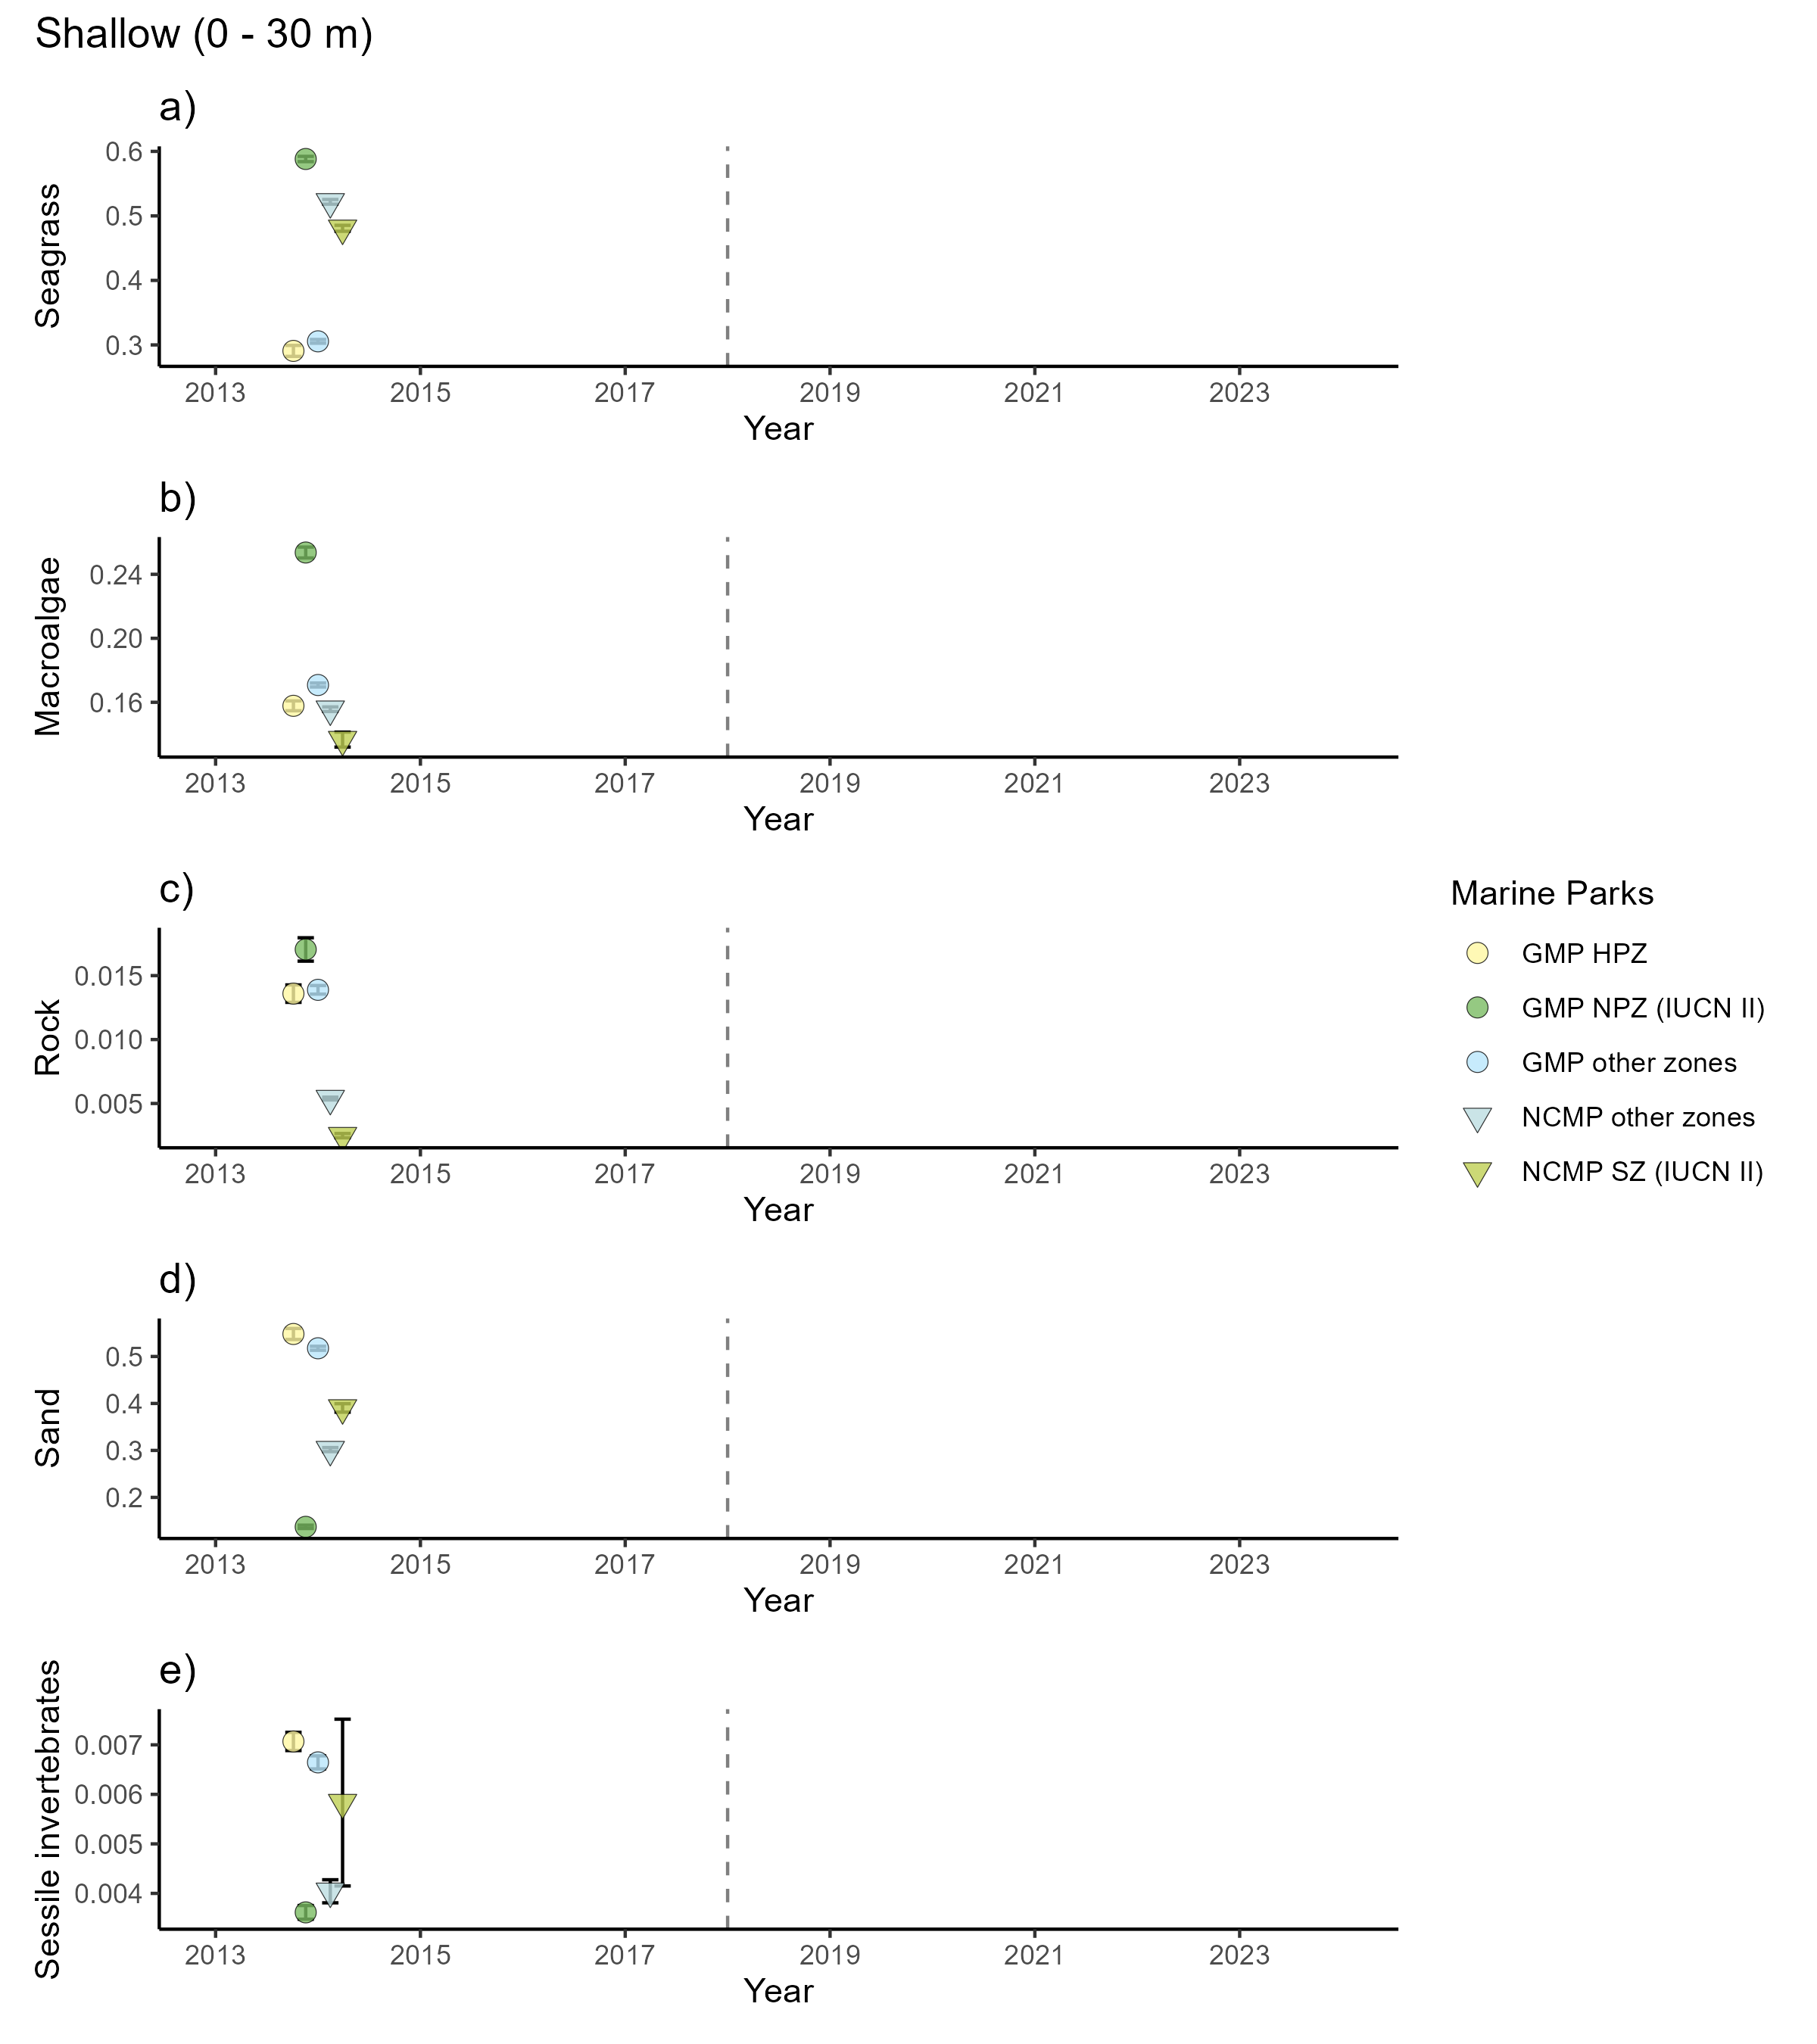 Shallow (0 - 30 m)
a)
Seagrass
0.6
0.5
0.4
0.3
2013 2015 2017 2019 2021 2023
Year
b)
Macroalgae
0.24
0.20
0.16
2013 2015 2017 2019 2021 2023
Year
c)
Rock
0.015
0.010
0.005
2013 2015 2017 2019 2021 2023
Year
Marine Parks
GMP HPZ
GMP NPZ (IUCN II)
GMP other zones
NCMP other zones
NCMP SZ (IUCN II)
d)
Sand
0.5
0.4
0.3
0.2
2013 2015 2017 2019 2021 2023
Year
e)
Sessile invertebrates
0.007
0.006
0.005
0.004
2013 2015 2017 2019 2021 2023
Year